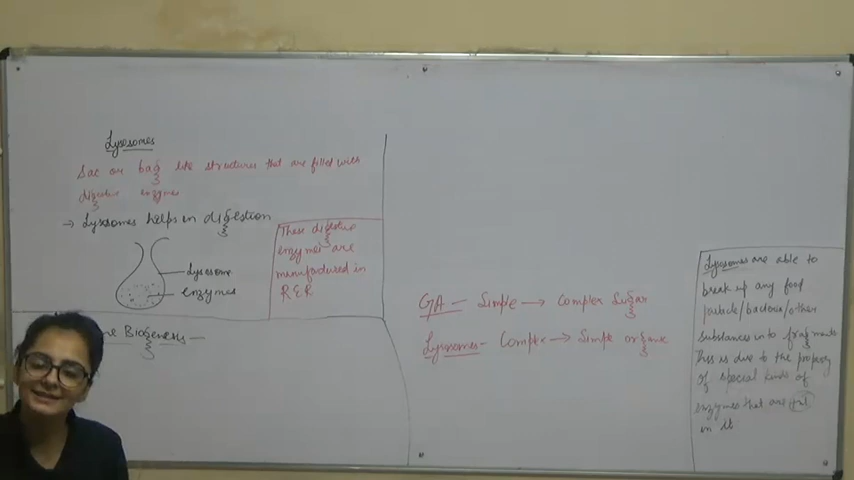 Lysosomes
Sac or bag like structures that are filled with
digestive enzymes
→ Lysosomes helps in digestion
Lysosome
enzymes
These digestive
enzymes are
manufactured in
RER
Biogenesis —
GA — Simple → Complex Sugar
Lysosomes - Complex → Simple organic
Lysosomes are able to
break up any food
particle/bacteria/other
substances into fragments
This is due to the property
of special kinds of
enzymes that are
in it